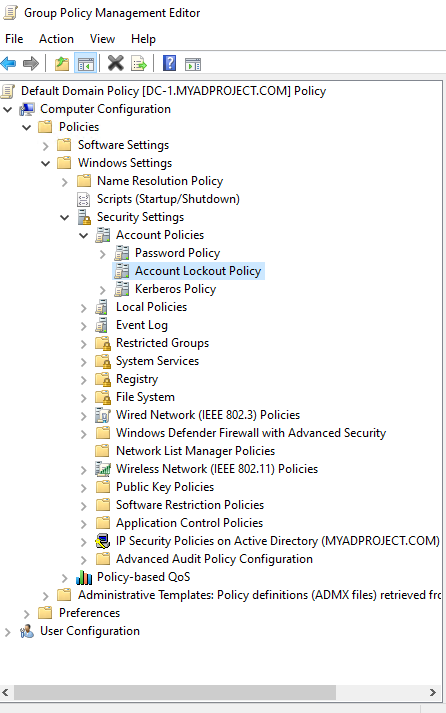 Group Policy Management Editor
File Action View Help
Default Domain Policy [DC-1.MYADPROJECT.COM] Policy
Computer Configuration
Policies
Software Settings
Windows Settings
Name Resolution Policy
Scripts (Startup/Shutdown)
Security Settings
Account Policies
Password Policy
Account Lockout Policy
Kerberos Policy
Local Policies
Event Log
Restricted Groups
System Services
Registry
File System
Wired Network (IEEE 802.3) Policies
Windows Defender Firewall with Advanced Security
Network List Manager Policies
Wireless Network (IEEE 802.11) Policies
Public Key Policies
Software Restriction Policies
Application Control Policies
IP Security Policies on Active Directory (MYADPROJECT.COM)
Advanced Audit Policy Configuration
Policy-based QoS
Administrative Templates: Policy definitions (ADMX files) retrieved
Preferences
User Configuration